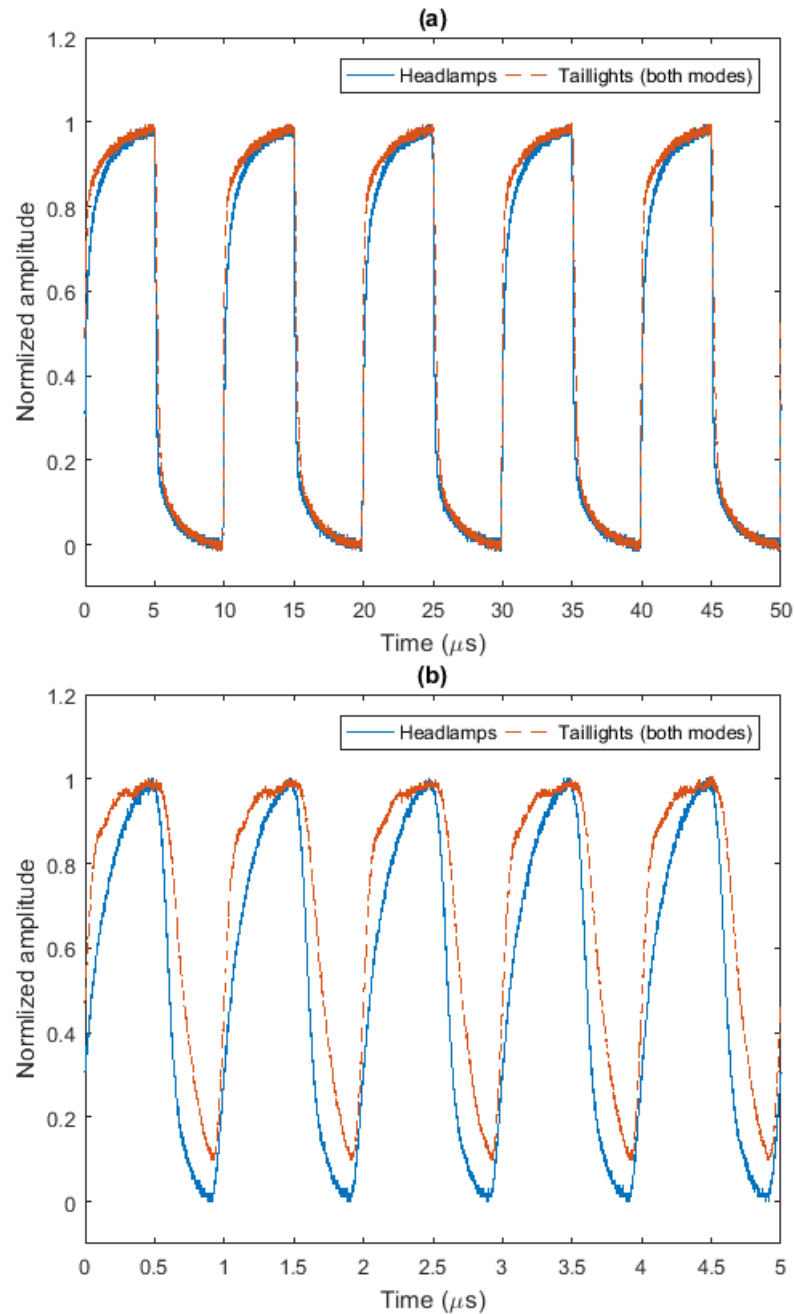 (a)
1.2
Headlamps Taillights (both modes)
1
0.8
0.6
0.4
0.2
0
Normlized amplitude
0 5 10 15 20 25 30 35 40 45 50
Time (μs)
(b)
1.2
Headlamps Taillights (both modes)
1
0.8
0.6
0.4
0.2
0
Normlized amplitude
0 0.5 1 1.5 2 2.5 3 3.5 4 4.5 5
Time (μs)